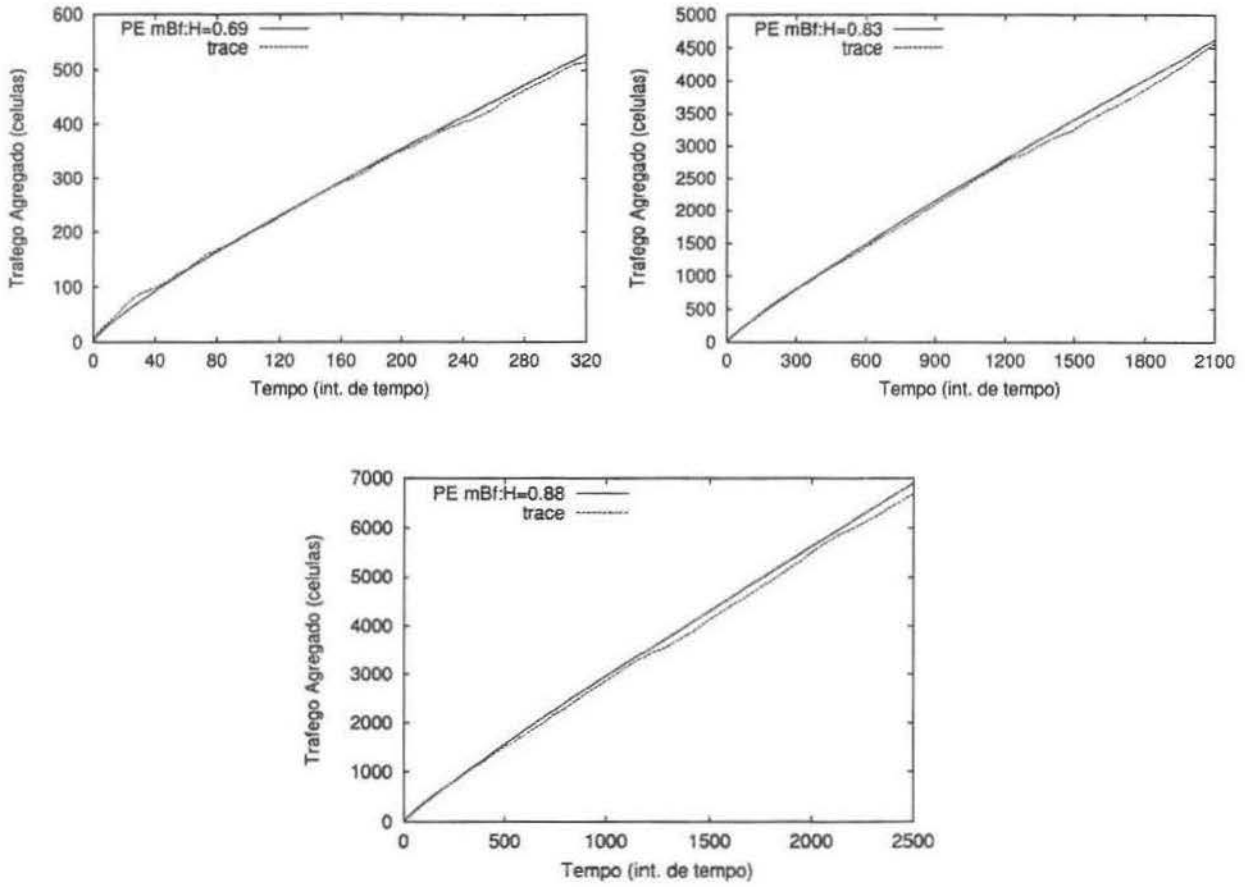 600
500
400
300
200
100
0
Trafego Agregado (celulas)
PE mBf:H=0.69
trace
0 40 80 120 160 200 240 280 320
Tempo (int. de tempo)
5000
4500
4000
3500
3000
2500
2000
1500
1000
500
0
Trafego Agregado (celulas)
PE mBf:H=0.83
trace
0 300 600 900 1200 1500 1800 2100
Tempo (int. de tempo)
7000
6000
5000
4000
3000
2000
1000
0
Trafego Agregado (celulas)
PE mBf:H=0.88
trace
0 500 1000 1500 2000 2500
Tempo (int. de tempo)